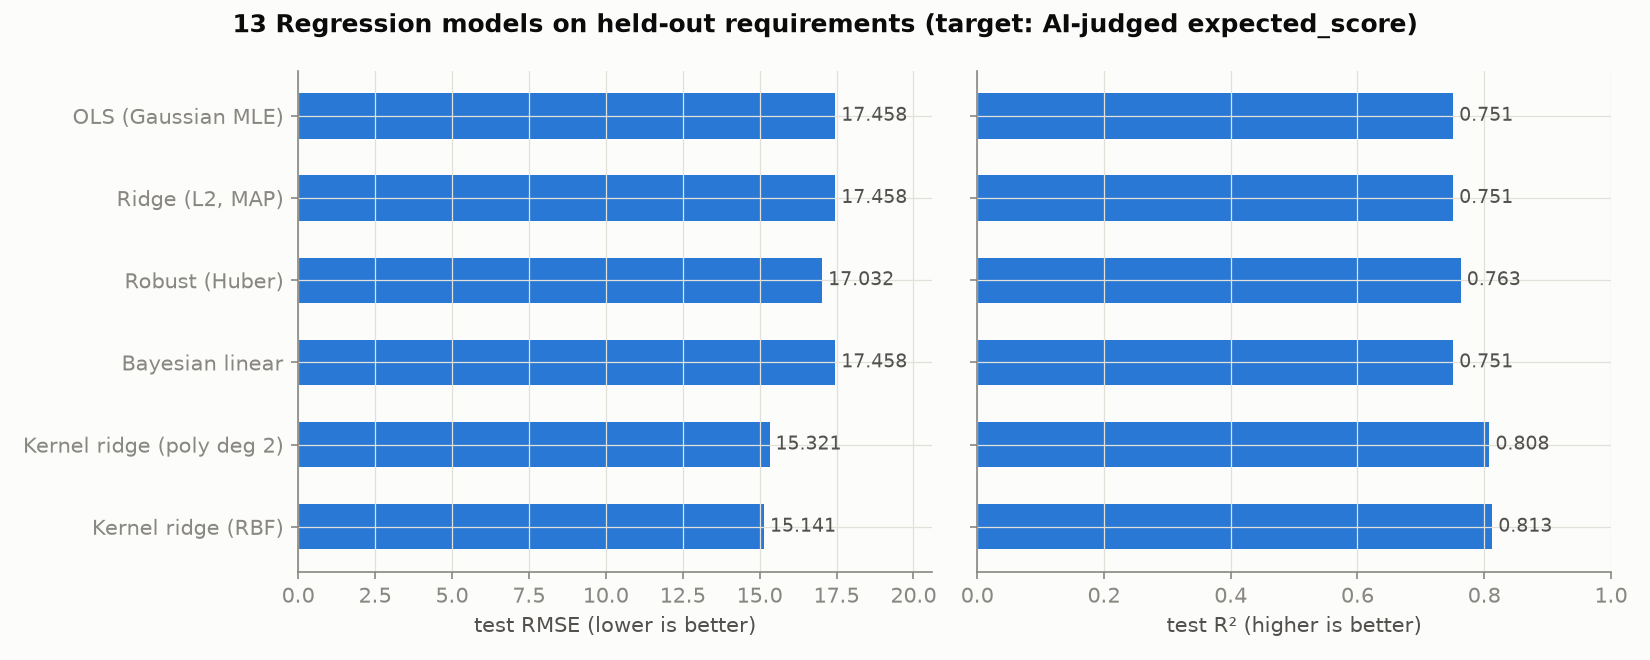 13 Regression models on held-out requirements (target: AI-judged expected_score)
OLS (Gaussian MLE)
17.458
0.751
Ridge (L2, MAP)
17.458
0.751
Robust (Huber)
17.032
0.763
Bayesian linear
17.458
0.751
Kernel ridge (poly deg 2)
15.321
0.808
Kernel ridge (RBF)
15.141
0.813
0.0 2.5 5.0 7.5 10.0 12.5 15.0 17.5 20.0
0.0 0.2 0.4 0.6 0.8 1.0
test RMSE (lower is better)
test R² (higher is better)